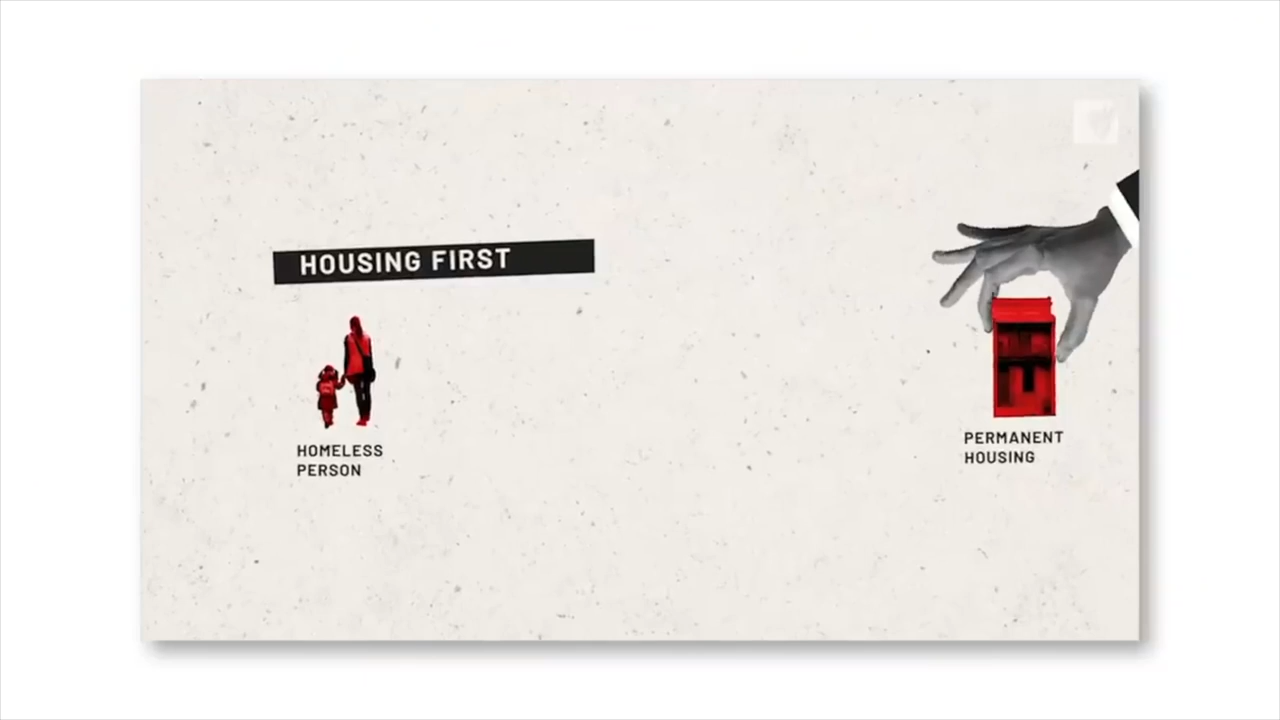 HOUSING FIRST
HOMELESS
PERSON
PERMANENT
HOUSING